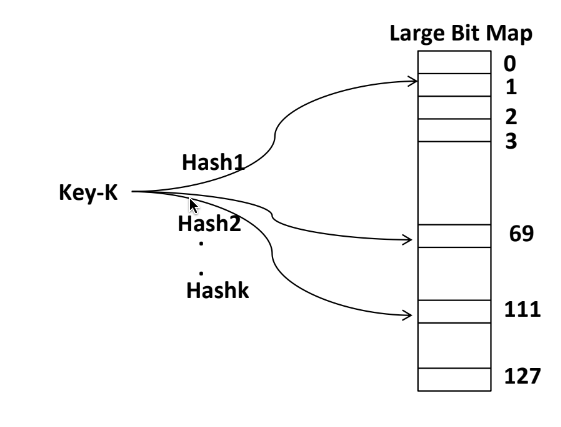 Large Bit Map
0
1
2
3
Hash1
Key-K
Hash2
.
.
Hashk
69
111
127